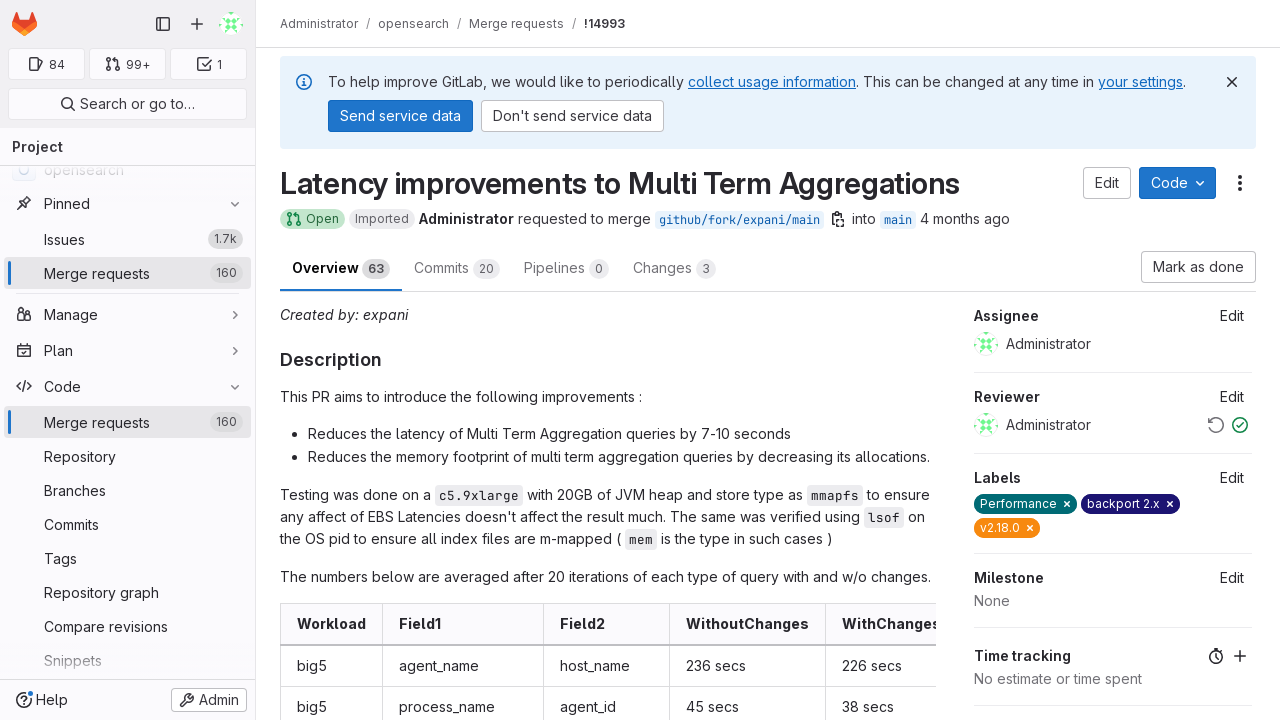 Administrator / opensearch / Merge requests / !14993
84
99+
1
Search or go to…
Project
opensearch
Pinned
Issues 1.7k
Merge requests 160
Manage
Plan
Code
Merge requests 160
Repository
Branches
Commits
Tags
Repository graph
Compare revisions
Snippets
Help
Admin
To help improve GitLab, we would like to periodically collect usage information. This can be changed at any time in your settings.
Send service data
Don't send service data
Latency improvements to Multi Term Aggregations
Edit
Code
Open Imported Administrator requested to merge github/fork/expani/main into main 4 months ago
Overview 63
Commits 20
Pipelines 0
Changes 3
Mark as done
Created by: expani
Description
This PR aims to introduce the following improvements :
• Reduces the latency of Multi Term Aggregation queries by 7-10 seconds
• Reduces the memory footprint of multi term aggregation queries by decreasing its allocations.
Testing was done on a c5.9xlarge with 20GB of JVM heap and store type as mmapfs to ensure
any affect of EBS Latencies doesn't affect the result much. The same was verified using lsof on
the OS pid to ensure all index files are m-mapped ( mem is the type in such cases )
The numbers below are averaged after 20 iterations of each type of query with and w/o changes.
Workload Field1 Field2 WithoutChanges WithChanges
big5 agent_name host_name 236 secs 226 secs
big5 process_name agent_id 45 secs 38 secs
Assignee Edit
Administrator
Reviewer Edit
Administrator
Labels Edit
Performance × backport 2.x ×
v2.18.0 ×
Milestone Edit
None
Time tracking
No estimate or time spent